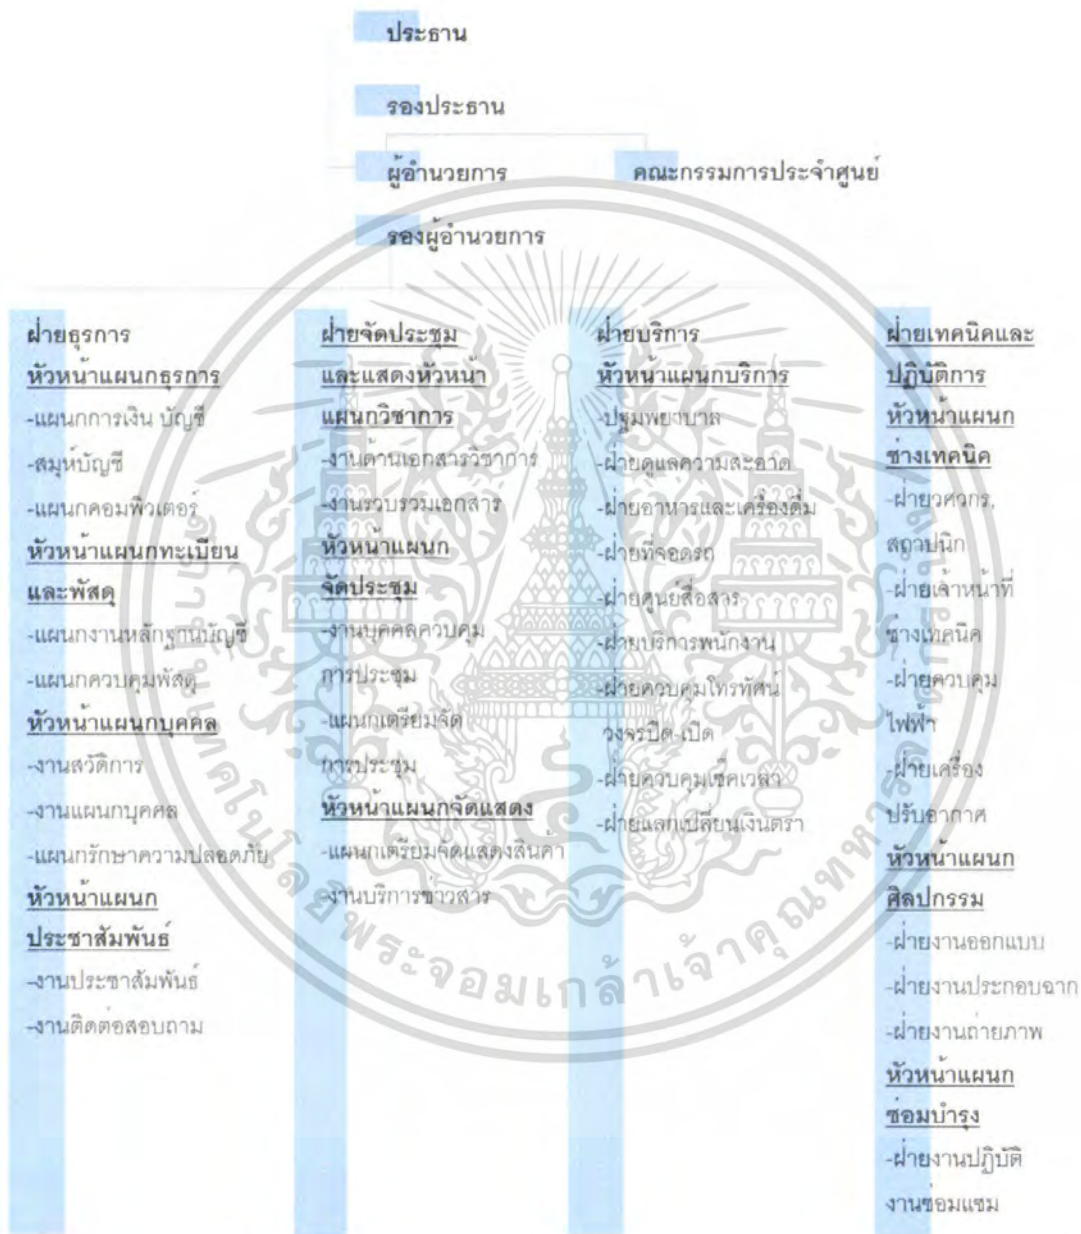 ประธาน
รองประธาน
ผู้อำนวยการ
คณะกรรมการประจำศูนย์
รองผู้อำนวยการ
ฝ่ายธุรการ
หัวหน้าแผนกธุรการ
-แผนกการเงิน บัญชี
-สมุห์บัญชี
-แผนกคอมพิวเตอร์
หัวหน้าแผนกทะเบียน
และพัสดุ
-แผนกงานหลักฐานบัญชี
-แผนกควบคุมพัสดุ
หัวหน้าแผนกบุคคล
-งานสวัดิการ
-งานแผนกบุคคล
-แผนกรักษาความปลอดภัย
หัวหน้าแผนก
ประชาสัมพันธ์
-งานประชาสัมพันธ์
-งานติดต่อสอบถาม
ฝ่ายจัดประชุม
และแสดงหัวหน้า
แผนกวิชาการ
-งานด้านเอกสารวิชาการ
-งานรวบรวมเอกสาร
หัวหน้าแผนก
จัดประชุม
-งานบุคคลควบคุม
การประชุม
-แผนกเตรียมจัด
การประชุม
หัวหน้าแผนกจัดแสดง
-แผนกเตรียมจัดแสดงสินค้า
-งานบริการข่าวสาร
ฝ่ายบริการ
หัวหน้าแผนกบริการ
-ปฐมพยาบาล
-ฝ่ายดูแลความสะอาด
-ฝ่ายอาหารและเครื่องดื่ม
-ฝ่ายที่จอดรถ
-ฝ่ายศูนย์สื่อสาร
-ฝ่ายบริการพนักงาน
-ฝ่ายควบคุมโทรทัศน์
วงจรปิด-เปิด
-ฝ่ายควบคุมเช็คเวลา
-ฝ่ายแลกเปลี่ยนเงินตรา
ฝ่ายเทคนิคและ
ปฏิบัติการ
หัวหน้าแผนก
ช่างเทคนิค
-ฝ่ายวิศวกร,
สถาปนิก
-ฝ่ายเจ้าหน้าที่
ช่างเทคนิค
-ฝ่ายควบคุม
ไฟฟ้า
-ฝ่ายเครื่อง
ปรับอากาศ
หัวหน้าแผนก
ศิลปกรรม
-ฝ่ายงานออกแบบ
-ฝ่ายงานประกอบฉาก
-ฝ่ายงานถ่ายภาพ
หัวหน้าแผนก
ซ่อมบำรุง
-ฝ่ายงานปฏิบัติ
งานซ่อมแซม
สถาบันเทคโนโลยีพระจอมเกล้าเจ้าคุณทหารลาดกระบัง